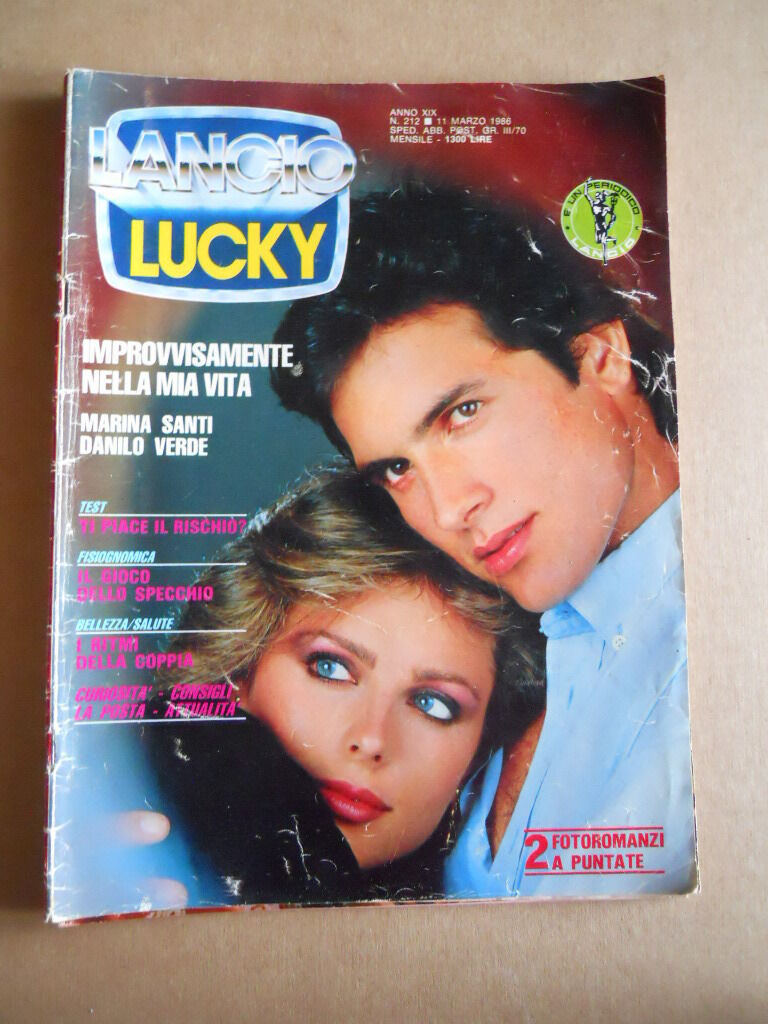 LANCIO
LUCKY
ANNO XIX
N. 212 ■ 11 MARZO 1986
SPED. ABB. POST. GR. III/70
MENSILE - 1300 LIRE
È UN PERIODICO
LANCIO
IMPROVVISAMENTE
NELLA MIA VITA
MARINA SANTI
DANILO VERDE
TEST
TI PIACE IL RISCHIO?
FISIOGNOMICA
IL GIOCO
DELLO SPECCHIO
BELLEZZA/SALUTE
I RITMI
DELLA COPPIA
CURIOSITA' - CONSIGLI
LA POSTA - ATTUALITA'
2 FOTOROMANZI
A PUNTATE